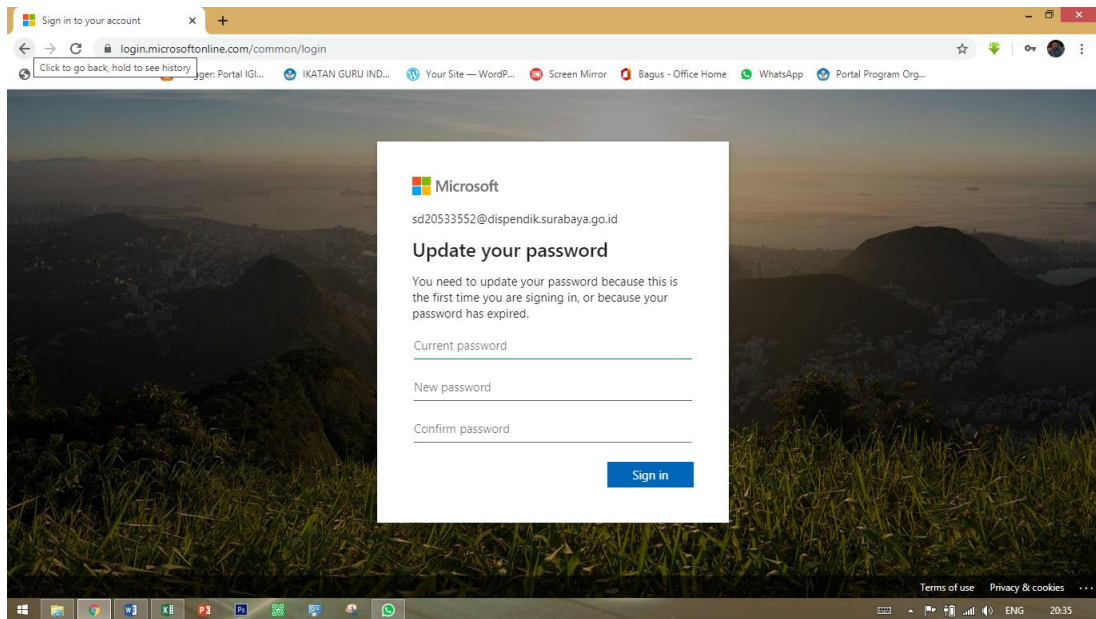 Sign in to your account
login.microsoftonline.com/common/login
Click to go back, hold to see history
gger: Portal IGI...
IKATAN GURU IND...
Your Site — WordP...
Screen Mirror
Bagus - Office Home
WhatsApp
Portal Program Org...
Microsoft
sd20533552@dispendik.surabaya.go.id
Update your password
You need to update your password because this is
the first time you are signing in, or because your
password has expired.
Current password
New password
Confirm password
Sign in
Terms of use
Privacy & cookies
ENG
20:35